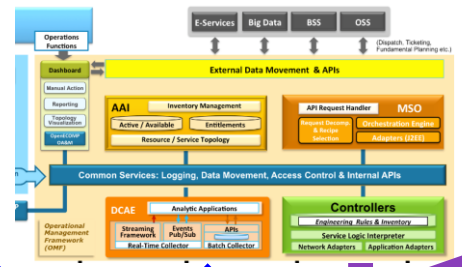 E-Services
Big Data
BSS
OSS
Operations
Functions
(Dispatch, Ticketing,
Fundamental Planning etc.)
Dashboard
External Data Movement & APIs
Manual Action
Reporting
Topology
Visualization
OpenECOMP
OA&M
AAI
Inventory Management
Active / Available
Entitlements
Resource / Service Topology
API Request Handler
MSO
Request Decomp
& Recipe
Selection
Orchestration Engine
Adapters (J2EE)
Common Services: Logging, Data Movement, Access Control & Internal APIs
DCAE
Analytic Applications
Streaming
Framework
Events
Pub/Sub
APIs
Real-Time Collector
Batch Collector
Controllers
Engineering Rules & Inventory
Service Logic Interpreter
Network Adapters
Application Adapters
Operational
Management
Framework
(OMF)